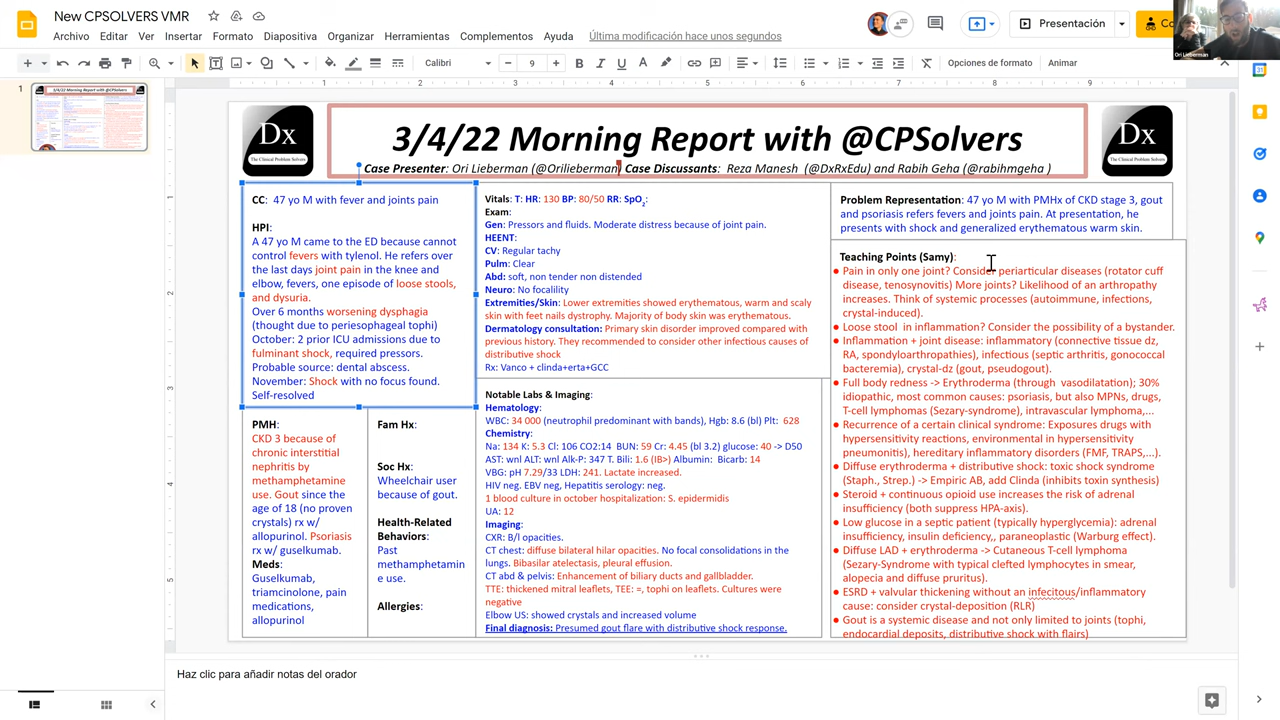 New CPSOLVERS VMR
Archivo Editar Ver Insertar Formato Diapositiva Organizar Herramientas Complementos Ayuda Última modificación hace unos segundos
Presentación
Ori Lieberman
Calibri
9
Opciones de formato
Animar
1
Dx
The Clinical Problem Solvers
3/4/22 Morning Report with @CPSolvers
Case Presenter: Ori Lieberman (@Orilieberman) Case Discussants: Reza Manesh (@DxRxEdu) and Rabih Geha (@rabihmgeha )
Dx
The Clinical Problem Solvers
CC: 47 yo M with fever and joints pain
HPI:
A 47 yo M came to the ED because cannot
control fevers with tylenol. He refers over
the last days joint pain in the knee and
elbow, fevers, one episode of loose stools,
and dysuria.
Over 6 months worsening dysphagia
(thought due to periesophageal tophi)
October: 2 prior ICU admissions due to
fulminant shock, required pressors.
Probable source: dental abscess.
November: Shock with no focus found.
Self-resolved
PMH:
CKD 3 because of
chronic interstitial
nephritis by
methamphetamine
use. Gout since the
age of 18 (no proven
crystals) rx w/
allopurinol. Psoriasis
rx w/ guselkumab.
Meds:
Guselkumab,
triamcinolone, pain
medications,
allopurinol
Fam Hx:
Soc Hx:
Wheelchair user
because of gout.
Health-Related
Behaviors:
Past
methamphetamin
e use.
Allergies:
Vitals: T: HR: 130 BP: 80/50 RR: SpO2:
Exam:
Gen: Pressors and fluids. Moderate distress because of joint pain.
HEENT:
CV: Regular tachy
Pulm: Clear
Abd: soft, non tender non distended
Neuro: No focality
Extremities/Skin: Lower extremities showed erythematous, warm and scaly
skin with feet nails dystrophy. Majority of body skin was erythematous.
Dermatology consultation: Primary skin disorder improved compared with
previous history. They recommended to consider other infectious causes of
distributive shock
Rx: Vanco + clinda+erta+GCC
Notable Labs & Imaging:
Hematology:
WBC: 34 000 (neutrophil predominant with bands), Hgb: 8.6 (bl) Plt: 628
Chemistry:
Na: 134 K: 5.3 Cl: 106 CO2:14 BUN: 59 Cr: 4.45 (bl 3.2) glucose: 40 -> D50
AST: wnl ALT: wnl Alk-P: 347 T. Bili: 1.6 (IB>) Albumin: Bicarb: 14
VBG: pH 7.29/33 LDH: 241. Lactate increased.
HIV neg. EBV neg, Hepatitis serology: neg.
1 blood culture in october hospitalization: S. epidermidis
UA: 12
Imaging:
CXR: B/l opacities.
CT chest: diffuse bilateral hilar opacities. No focal consolidations in the
lungs. Bibasilar atelectasis, pleural effusion.
CT abd & pelvis: Enhancement of biliary ducts and gallbladder.
TTE: thickened mitral leaflets, TEE: =, tophi on leaflets. Cultures were
negative
Elbow US: showed crystals and increased volume
Final diagnosis: Presumed gout flare with distributive shock response.
Problem Representation: 47 yo M with PMHx of CKD stage 3, gout
and psoriasis refers fevers and joints pain. At presentation, he
presents with shock and generalized erythematous warm skin.
Teaching Points (Samy):
● Pain in only one joint? Consider periarticular diseases (rotator cuff
disease, tenosynovitis) More joints? Likelihood of an arthropathy
increases. Think of systemic processes (autoimmune, infections,
crystal-induced).
● Loose stool in inflammation? Consider the possibility of a bystander.
● Inflammation + joint disease: inflammatory (connective tissue dz,
RA, spondyloarthropathies), infectious (septic arthritis, gonococcal
bacteremia), crystal-dz (gout, pseudogout).
● Full body redness -> Erythroderma (through vasodilatation); 30%
idiopathic, most common causes: psoriasis, but also MPNs, drugs,
T-cell lymphomas (Sezary-syndrome), intravascular lymphoma,...
● Recurrence of a certain clinical syndrome: Exposures drugs with
hypersensitivity reactions, environmental in hypersensitivity
pneumonitis), hereditary inflammatory disorders (FMF, TRAPS,...).
● Diffuse erythroderma + distributive shock: toxic shock syndrome
(Staph., Strep.) -> Empiric AB, add Clinda (inhibits toxin synthesis)
● Steroid + continuous opioid use increases the risk of adrenal
insufficiency (both suppress HPA-axis).
● Low glucose in a septic patient (typically hyperglycemia): adrenal
insufficiency, insulin deficiency,, paraneoplastic (Warburg effect).
● Diffuse LAD + erythroderma -> Cutaneous T-cell lymphoma
(Sezary-Syndrome with typical clefted lymphocytes in smear,
alopecia and diffuse pruritus).
● ESRD + valvular thickening without an infecitous/inflammatory
cause: consider crystal-deposition (RLR)
● Gout is a systemic disease and not only limited to joints (tophi,
endocardial deposits, distributive shock with flairs)
Haz clic para añadir notas del orador